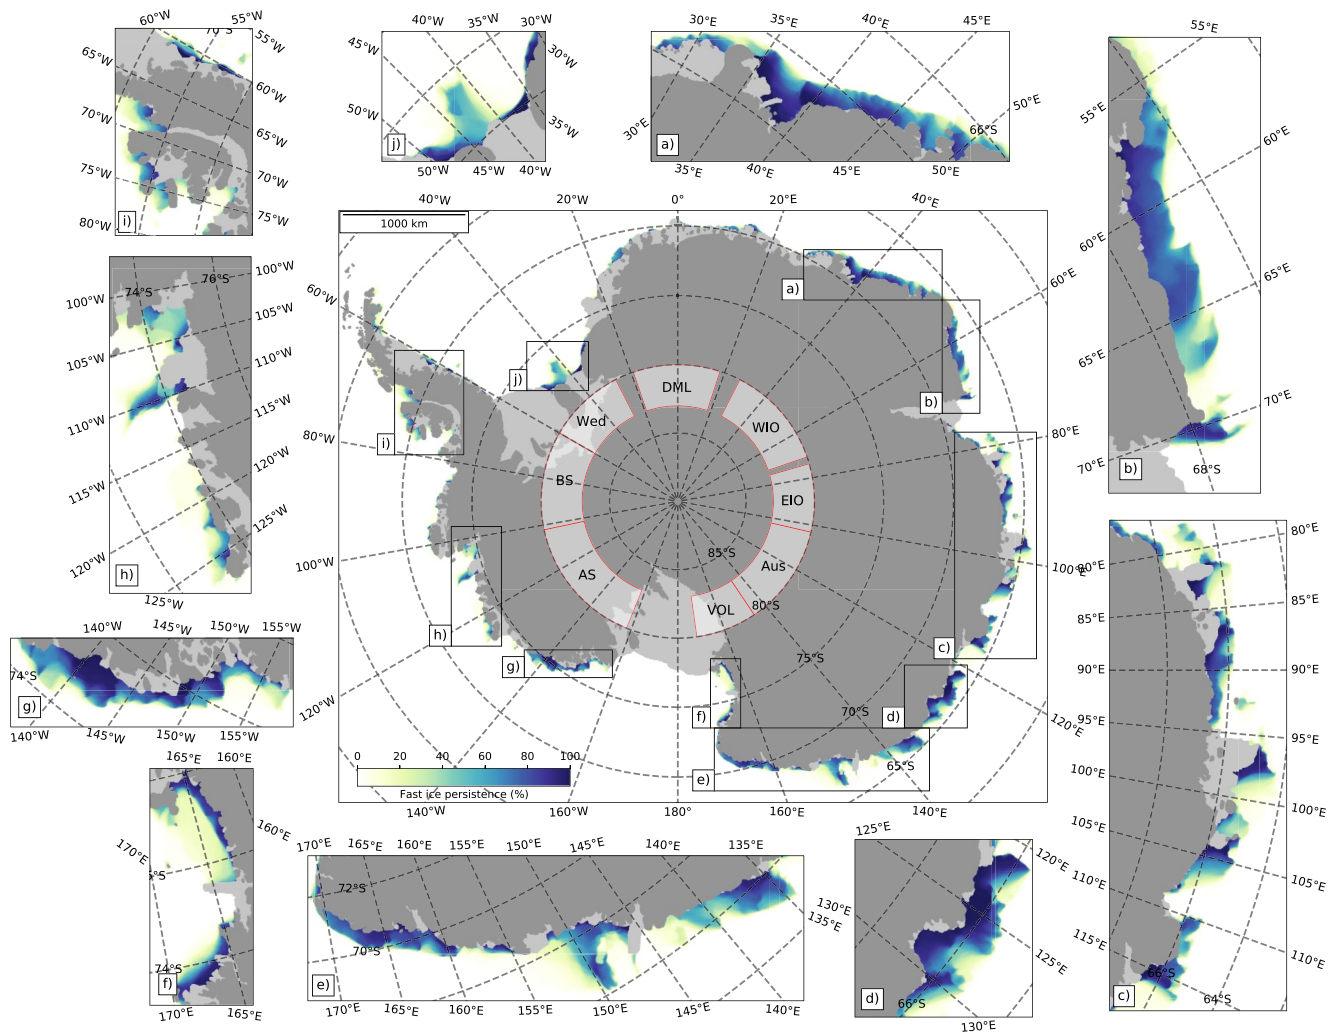 60°W
55°W
70°S
55°W
65°W
60°W
70°W
65°W
75°W
70°W
75°W
80°W
i)
40°W
35°W
30°W
45°W
30°W
50°W
35°W
j)
50°W
45°W
40°W
30°E
35°E
40°E
45°E
50°E
30°E
66°S
a)
35°E
40°E
45°E
50°E
55°E
55°E
60°E
60°E
65°E
65°E
70°E
70°E
b)
68°S
100°W
76°S
74°S
100°W
105°W
105°W
110°W
110°W
115°W
115°W
120°W
120°W
125°W
h)
125°W
40°W
20°W
0°
20°E
40°E
1000 km
60°W
60°E
a)
j)
b)
i)
80°W
80°E
DML
Wed
WIO
BS
EIO
AS
Aus
VOL
85°S
80°S
75°S
70°S
65°S
100°W
100°E
h)
g)
c)
d)
f)
e)
120°W
120°E
0
20
40
60
80
100
Fast ice persistence (%)
140°W
160°W
180°
160°E
140°E
80°E
80°E
85°E
85°E
90°E
90°E
95°E
95°E
100°E
100°E
105°E
105°E
110°E
110°E
115°E
66°S
c)
64°S
140°W
145°W
150°W
155°W
74°S
g)
140°W
145°W
150°W
155°W
165°E
160°E
160°E
170°E
74°S
f)
170°E
165°E
170°E
165°E
160°E
155°E
150°E
145°E
140°E
135°E
72°S
70°S
130°E
135°E
e)
170°E
165°E
160°E
155°E
150°E
145°E
140°E
125°E
120°E
125°E
d)
66°S
130°E